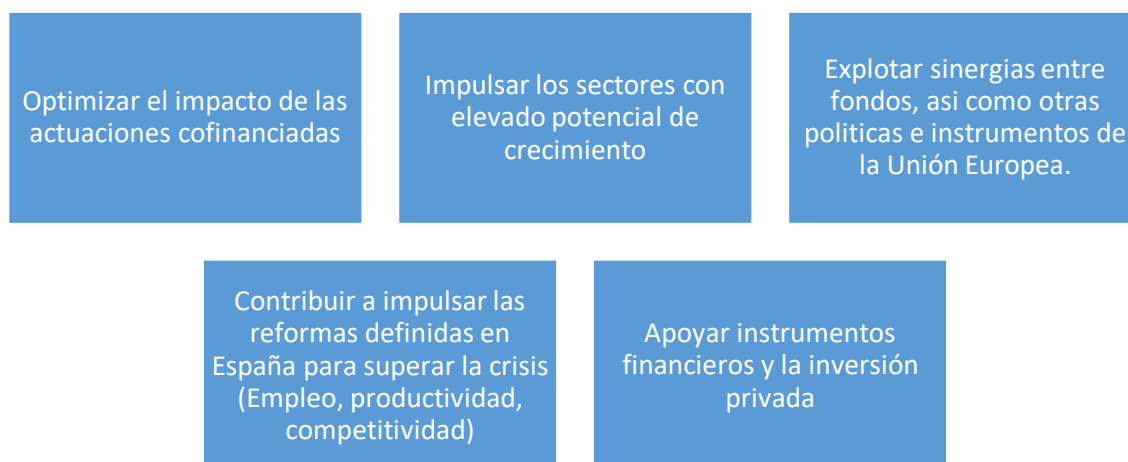 Optimizar el impacto de las
actuaciones cofinanciadas
Impulsar los sectores con
elevado potencial de
crecimiento
Explotar sinergias entre
fondos, asi como otras
politicas e instrumentos de
la Unión Europea.
Contribuir a impulsar las
reformas definidas en
España para superar la crisis
(Empleo, productividad,
competitividad)
Apoyar instrumentos
financieros y la inversión
privada